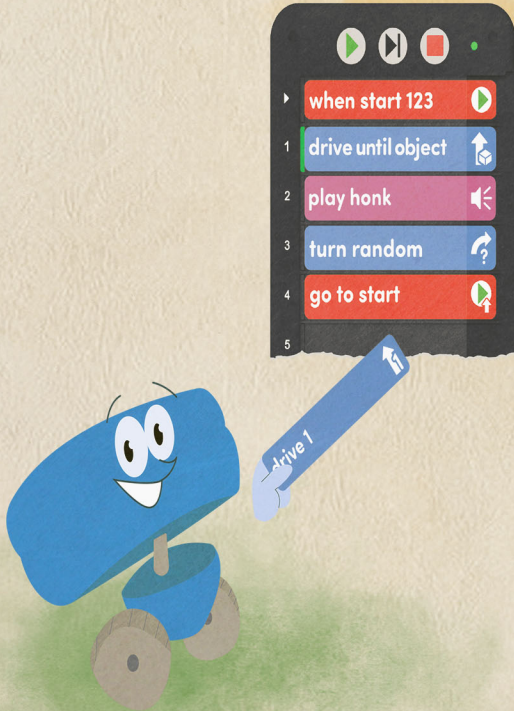 when start 123
1 drive until object
2 play honk
3 turn random
4 go to start
5
drive 1
1